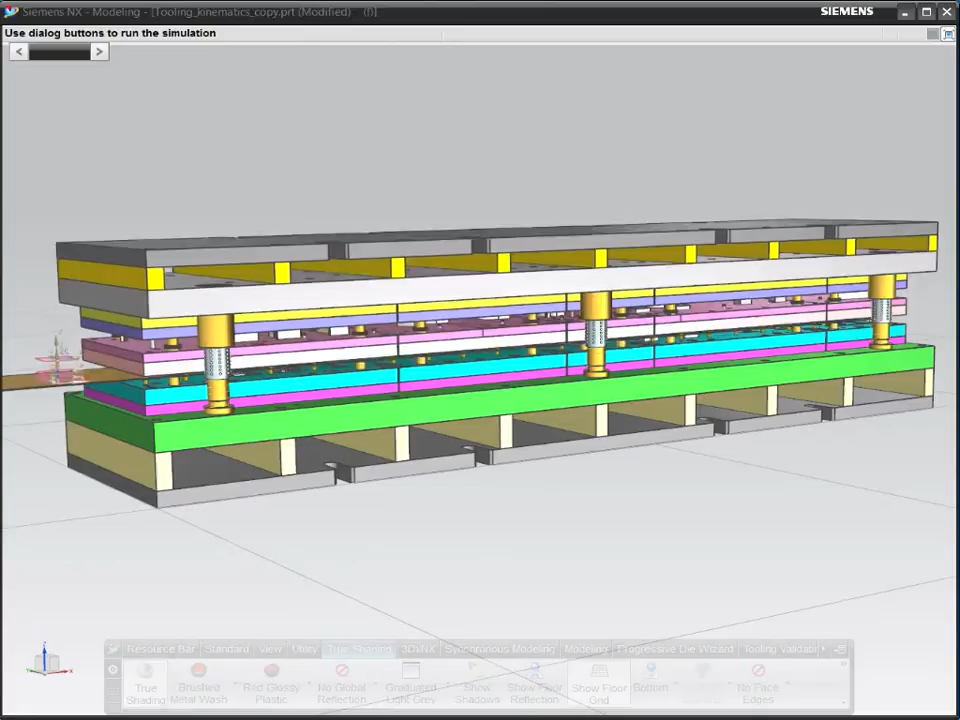 Siemens NX - Modeling - [Tooling_kinematics_copy.prt (Modified) (f)]
SIEMENS
Use dialog buttons to run the simulation
Resource Bar Standard View Utility True Shading 3D/NX Synchronous Modeling Modeling Progressive Die Wizard Tooling Validati
True Shading
Brushed Metal Wash
Red Glossy Plastic
No Global Reflection
Graduated Light Grey
Show Shadows
Show Floor Reflection
Show Floor Grid
Bottom
No Face Edges